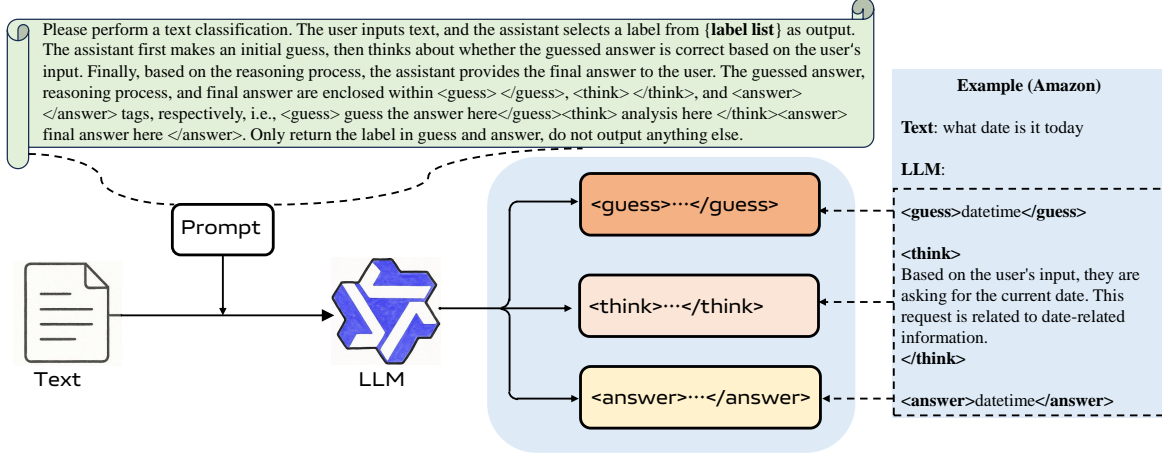 Please perform a text classification. The user inputs text, and the assistant selects a label from {label list} as output.
The assistant first makes an initial guess, then thinks about whether the guessed answer is correct based on the user's
input. Finally, based on the reasoning process, the assistant provides the final answer to the user. The guessed answer,
reasoning process, and final answer are enclosed within <guess> </guess>, <think> </think>, and <answer>
</answer> tags, respectively, i.e., <guess> guess the answer here</guess><think> analysis here </think><answer>
final answer here </answer>. Only return the label in guess and answer, do not output anything else.
Prompt
Text
LLM
<guess>···</guess>
<think>···</think>
<answer>···</answer>
Example (Amazon)
Text: what date is it today
LLM:
<guess>datetime</guess>
<think>
Based on the user's input, they are
asking for the current date. This
request is related to date-related
information.
</think>
<answer>datetime</answer>